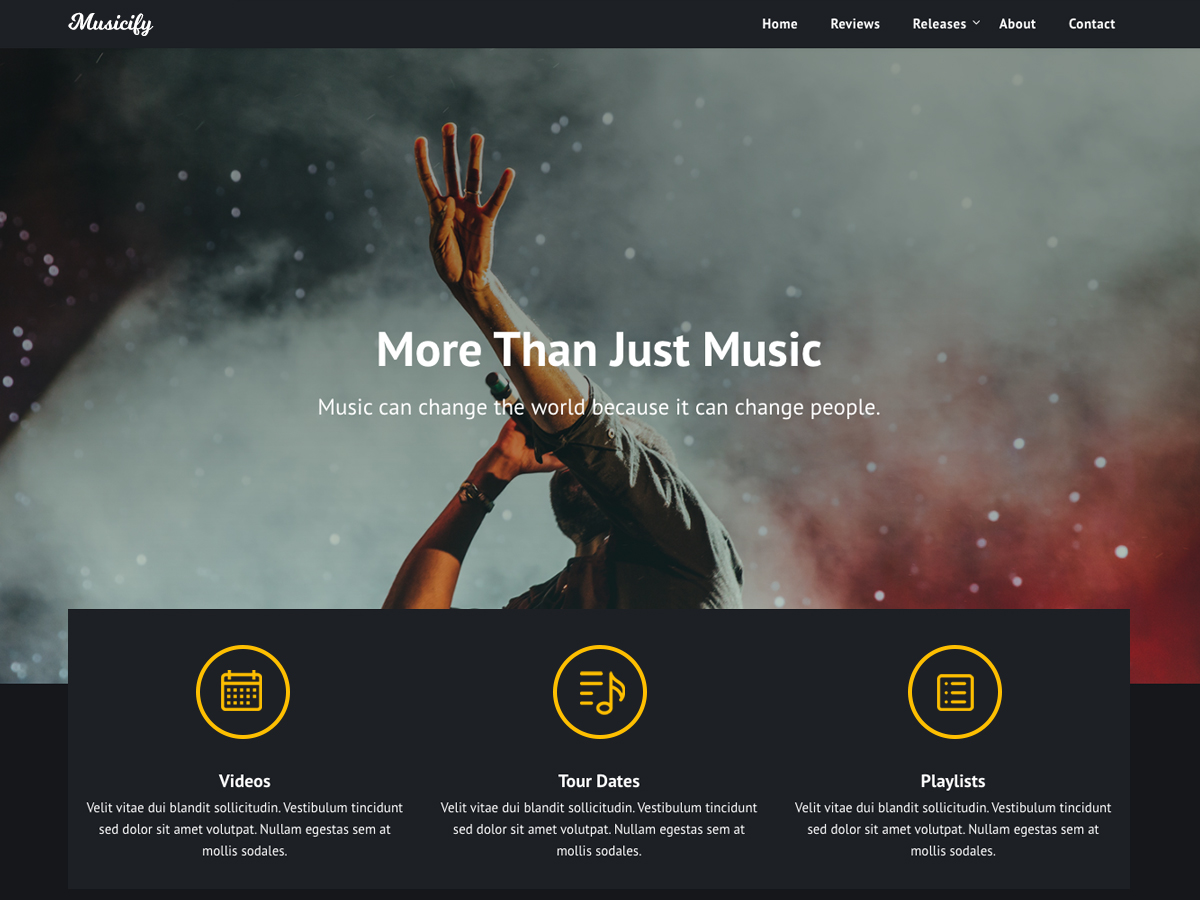 Musicify
Home Reviews Releases About Contact
More Than Just Music
Music can change the world because it can change people.
Videos
Velit vitae dui blandit sollicitudin. Vestibulum tincidunt
sed dolor sit amet volutpat. Nullam egestas sem at
mollis sodales.
Tour Dates
Velit vitae dui blandit sollicitudin. Vestibulum tincidunt
sed dolor sit amet volutpat. Nullam egestas sem at
mollis sodales.
Playlists
Velit vitae dui blandit sollicitudin. Vestibulum tincidunt
sed dolor sit amet volutpat. Nullam egestas sem at
mollis sodales.